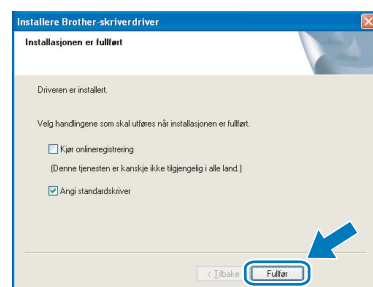 Installere Brother-skriverdriver
Installasjonen er fullført
Driveren er installert.
Velg handlingene som skal utføres når installasjonen er fullført.
Kjør onlineregistrering
(Denne tjenesten er kanskje ikke tilgjengelig i alle land.)
Angi standardskriver
< Tilbake
Fullfør